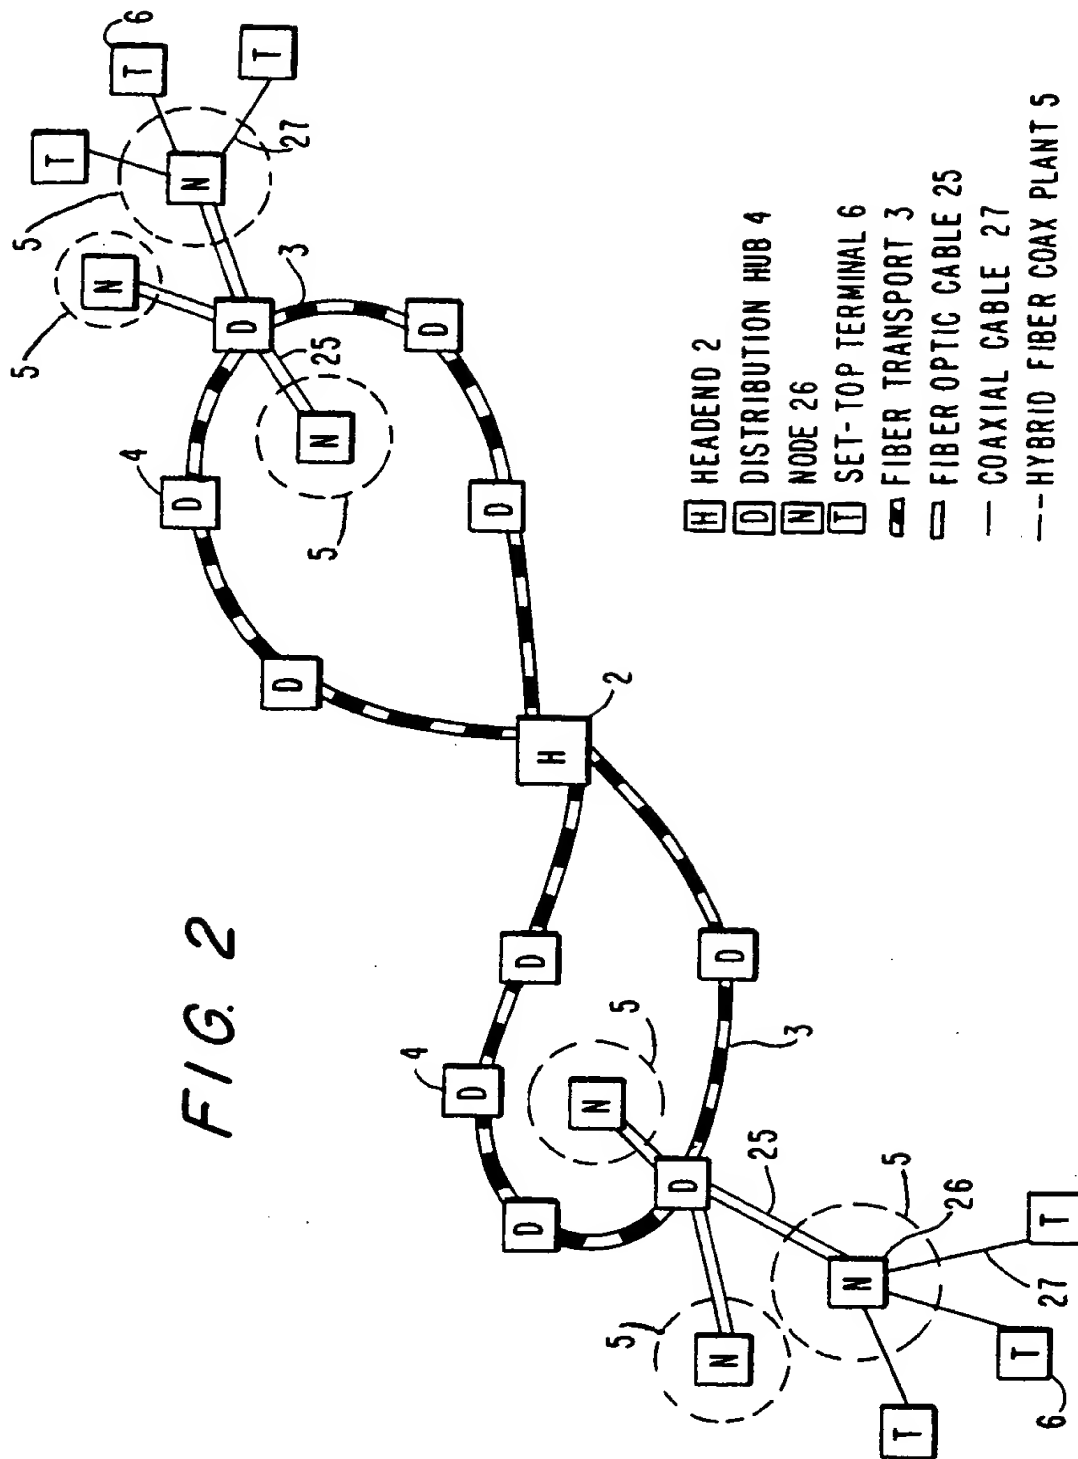 5
5
T
N
6
T
4
D
N
FIG. 2
D
T
D
3
27
N
25
5
4
D
D
D
D
D
H
N
2
5
5
D
N
D
25
3
N
5
T
26
T
6
27
T
H HEADEND 2
D DISTRIBUTION HUB 4
N NODE 26
T SET-TOP TERMINAL 6
FIBER TRANSPORT 3
FIBER OPTIC CABLE 25
COAXIAL CABLE 27
HYBRID FIBER COAX PLANT 5